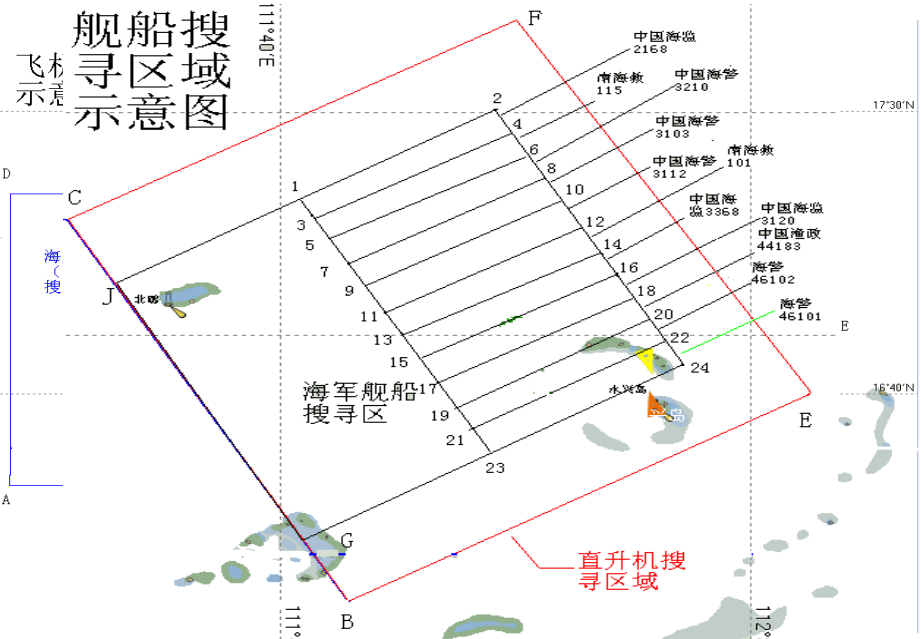 舰船搜
寻区域
示意图
飞机
示意
111°40′E
F
中国海监
2168
南海救
115
中国海警
3210
17°30′N
2
4
中国海警
3103
6
南海救
101
8
中国海警
3112
D
C
1
10
中国海
监3368
中国海监
3120
3
12
5
中国渔政
44183
14
海
(
搜
7
16
海警
46102
J
北礁
9
18
海警
46101
11
20
E
13
22
15
24
17
永兴岛
16°40′N
海军舰船
搜寻区
19
兴岛
E
21
23
A
G
直升机搜
寻区域
B
111°
112°